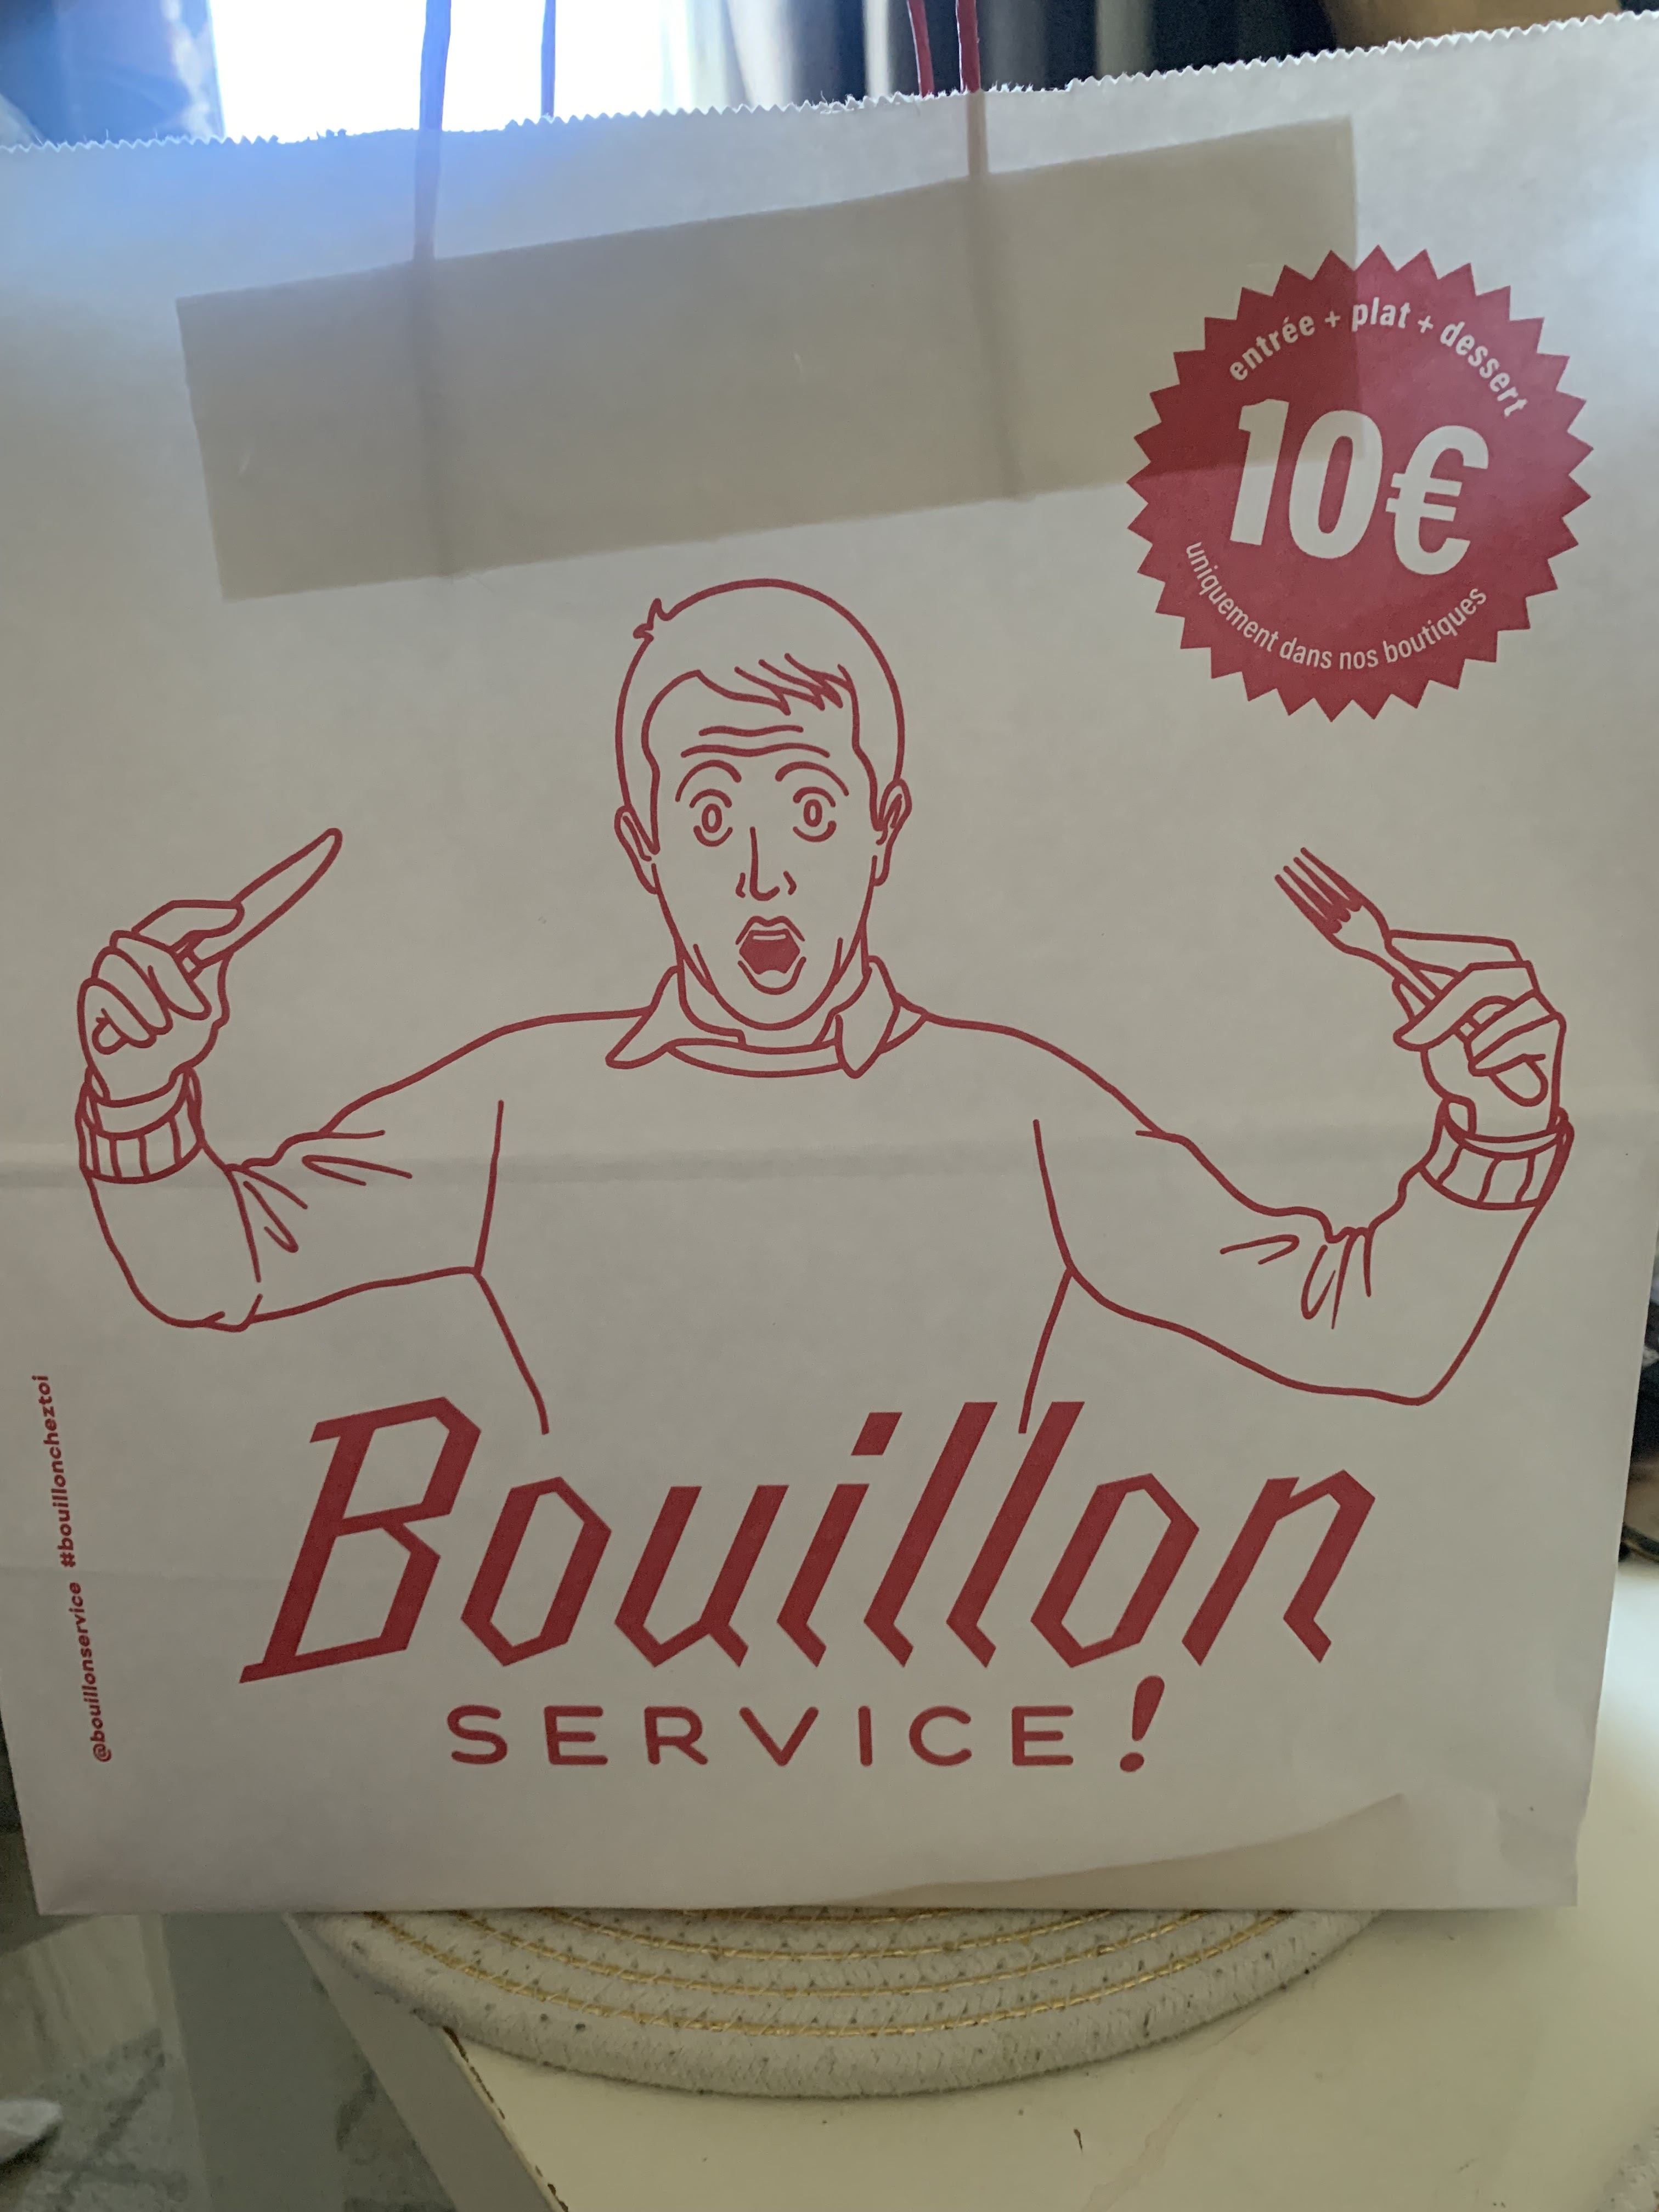 entrée + plat + dessert
10€
uniquement dans nos boutiques
Bouillon
SERVICE!
@bouillonservice #bouilloncheztoi